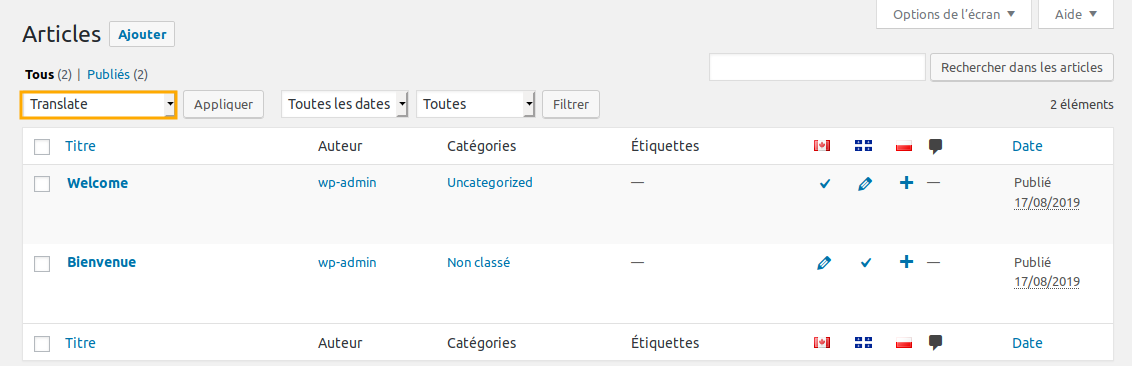 Options de l'écran Aide
Articles Ajouter
Tous (2) | Publiés (2) Rechercher dans les articles
Translate Appliquer Toutes les dates Toutes Filtrer 2 éléments
Titre Auteur Catégories Étiquettes Date
Welcome wp-admin Uncategorized — — Publié
17/08/2019
Bienvenue wp-admin Non classé — — Publié
17/08/2019
Titre Auteur Catégories Étiquettes Date